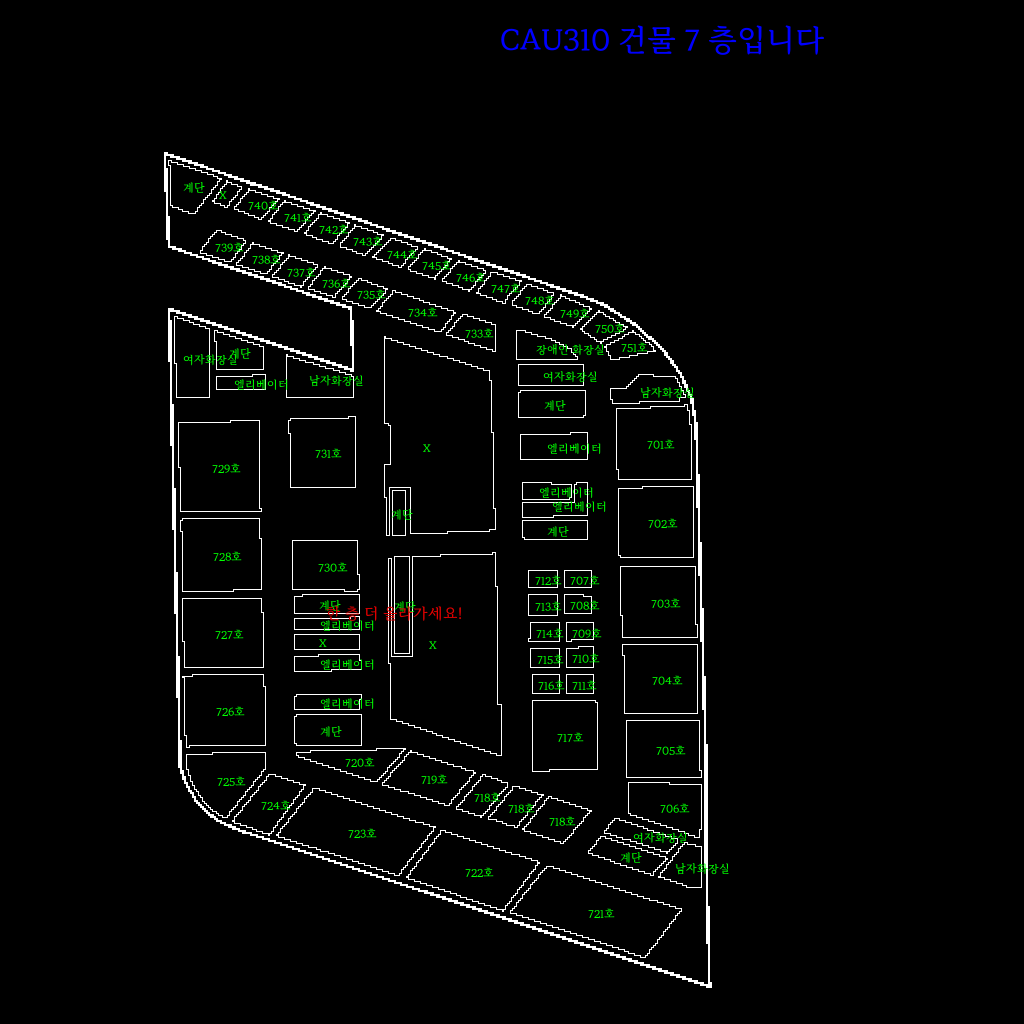 CAU310 건물 7 층입니다
계단
X
740호
741호
742호
743호
744호
745호
746호
747호
748호
749호
750호
751호
739호
738호
737호
736호
735호
734호
733호
여자화장실
계단
엘리베이터
남자화장실
장애인 화장실
여자화장실
계단
남자화장실
729호
731호
X
엘리베이터
701호
엘리베이터
엘리베이터
계단
계단
702호
728호
730호
712호
707호
계단
계단
713호
708호
703호
한 층 더 올라가세요!
727호
엘리베이터
X
X
714호
709호
엘리베이터
715호
710호
716호
711호
704호
726호
엘리베이터
계단
717호
705호
725호
720호
719호
718호
718호
718호
706호
724호
723호
여자화장실
계단
남자화장실
722호
721호